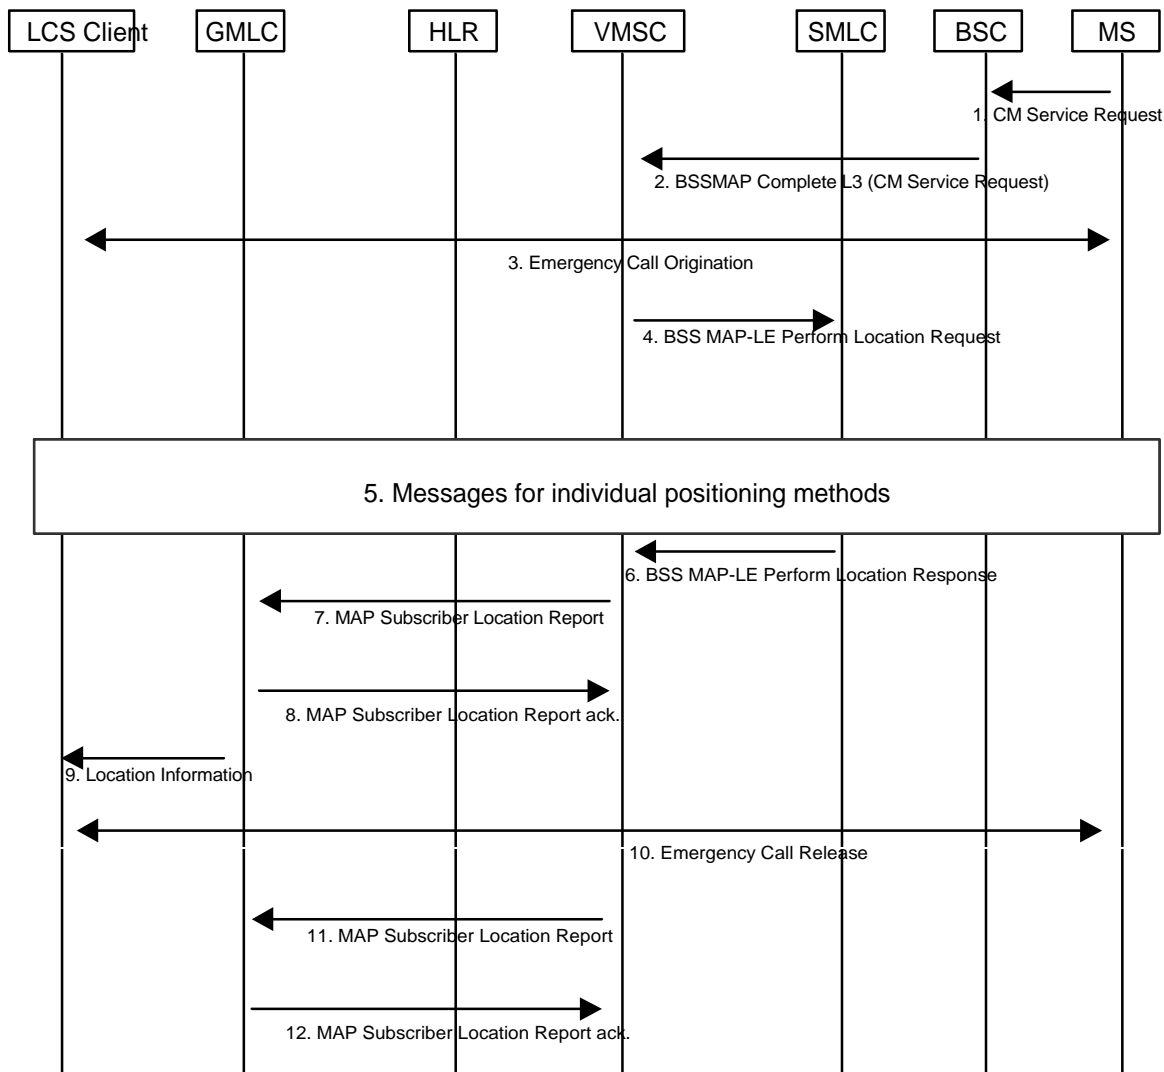 LCS Client GMLC HLR VMSC SMLC BSC MS
1. CM Service Request
2. BSSMAP Complete L3 (CM Service Request)
3. Emergency Call Origination
4. BSS MAP-LE Perform Location Request
5. Messages for individual positioning methods
6. BSS MAP-LE Perform Location Response
7. MAP Subscriber Location Report
8. MAP Subscriber Location Report ack.
9. Location Information
10. Emergency Call Release
11. MAP Subscriber Location Report
12. MAP Subscriber Location Report ack.